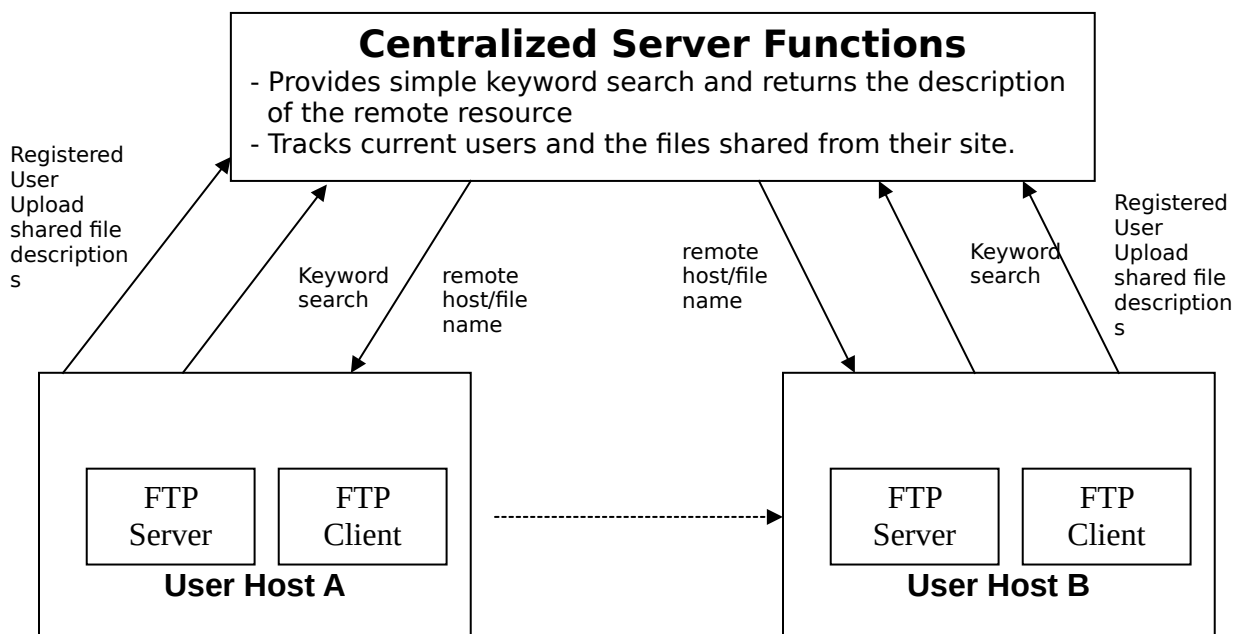 Centralized Server Functions
- Provides simple keyword search and returns the description
of the remote resource
- Tracks current users and the files shared from their site.
Registered
User
Upload
shared file
description
s
Keyword
search
remote
host/file
name
remote
host/file
name
Keyword
search
Registered
User
Upload
shared file
description
s
FTP
Server
FTP
Client
User Host A
FTP
Server
FTP
Client
User Host B